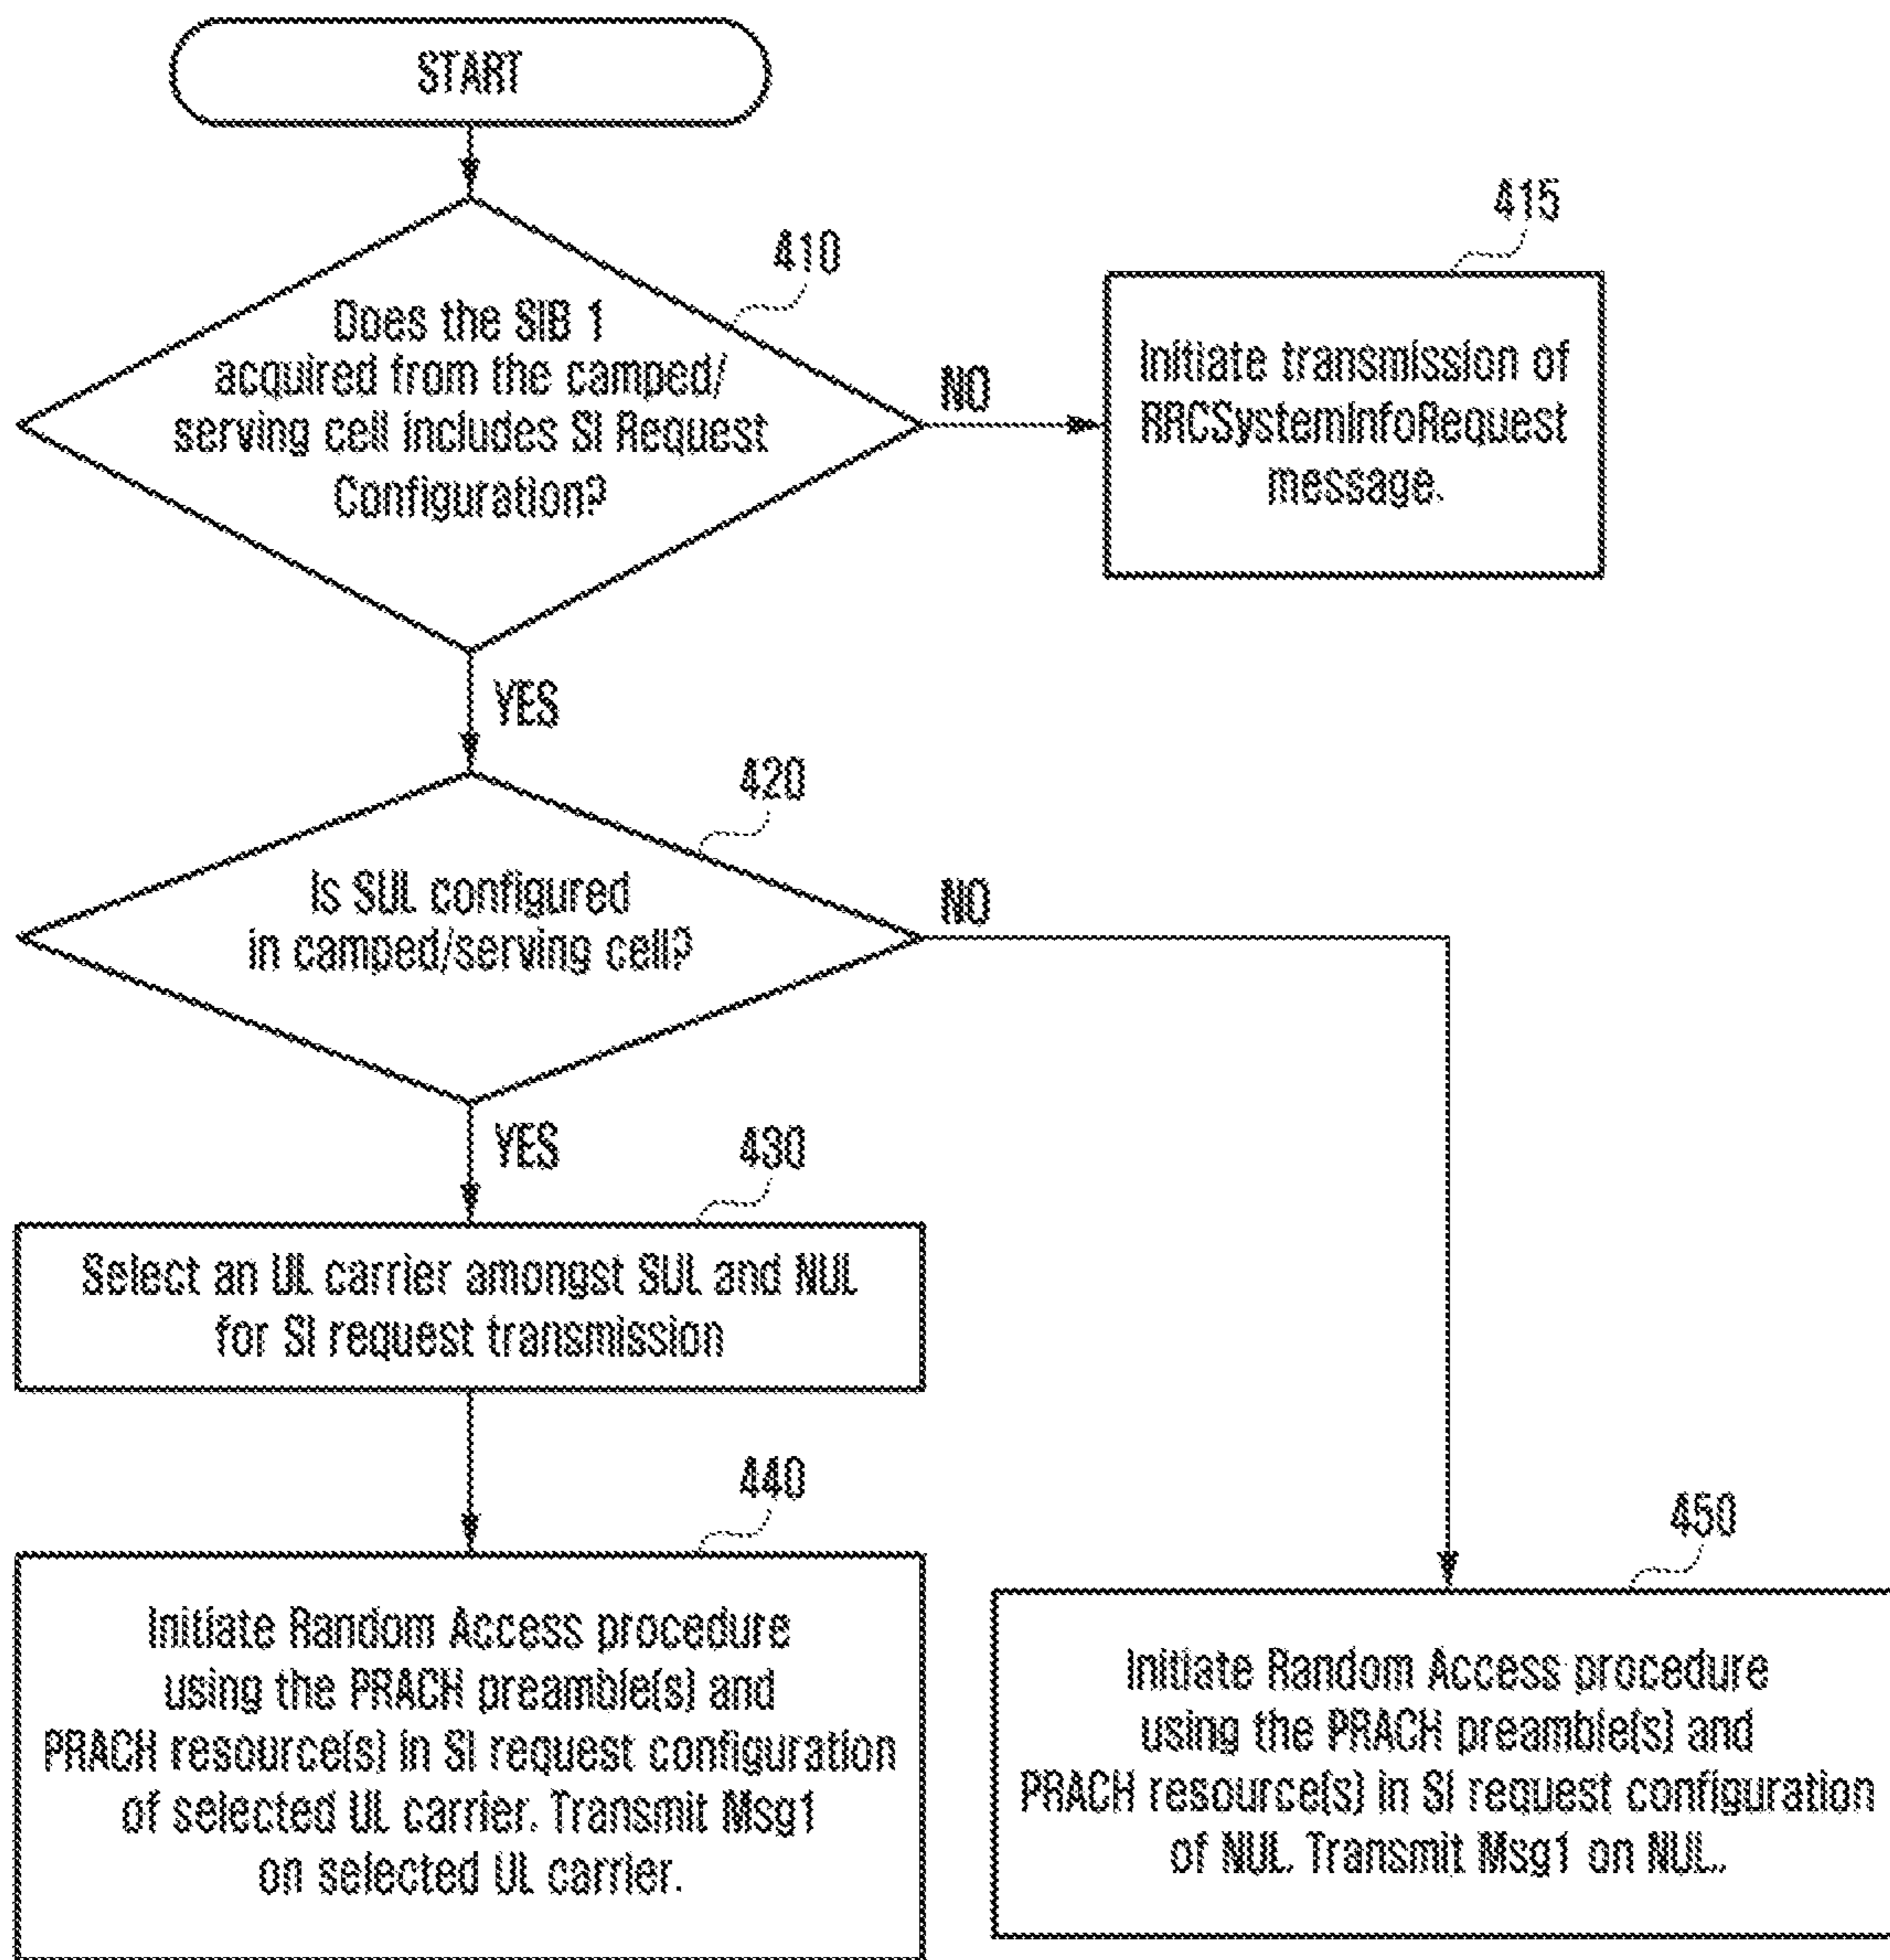 START
410
Does the SIB 1
acquired from the camped/
serving cell includes SI Request
Configuration?
NO
415
Initiate transmission of
RRCSystemInfoRequest
message.
YES
420
Is SUL configured
in camped/serving cell?
NO
YES
430
Select an UL carrier amongst SUL and NUL
for SI request transmission
440
Initiate Random Access procedure
using the PRACH preamble(s) and
PRACH resource(s) in SI request configuration
of selected UL carrier. Transmit Msg1
on selected UL carrier.
450
Initiate Random Access procedure
using the PRACH preamble(s) and
PRACH resource(s) in SI request configuration
of NUL. Transmit Msg1 on NUL.